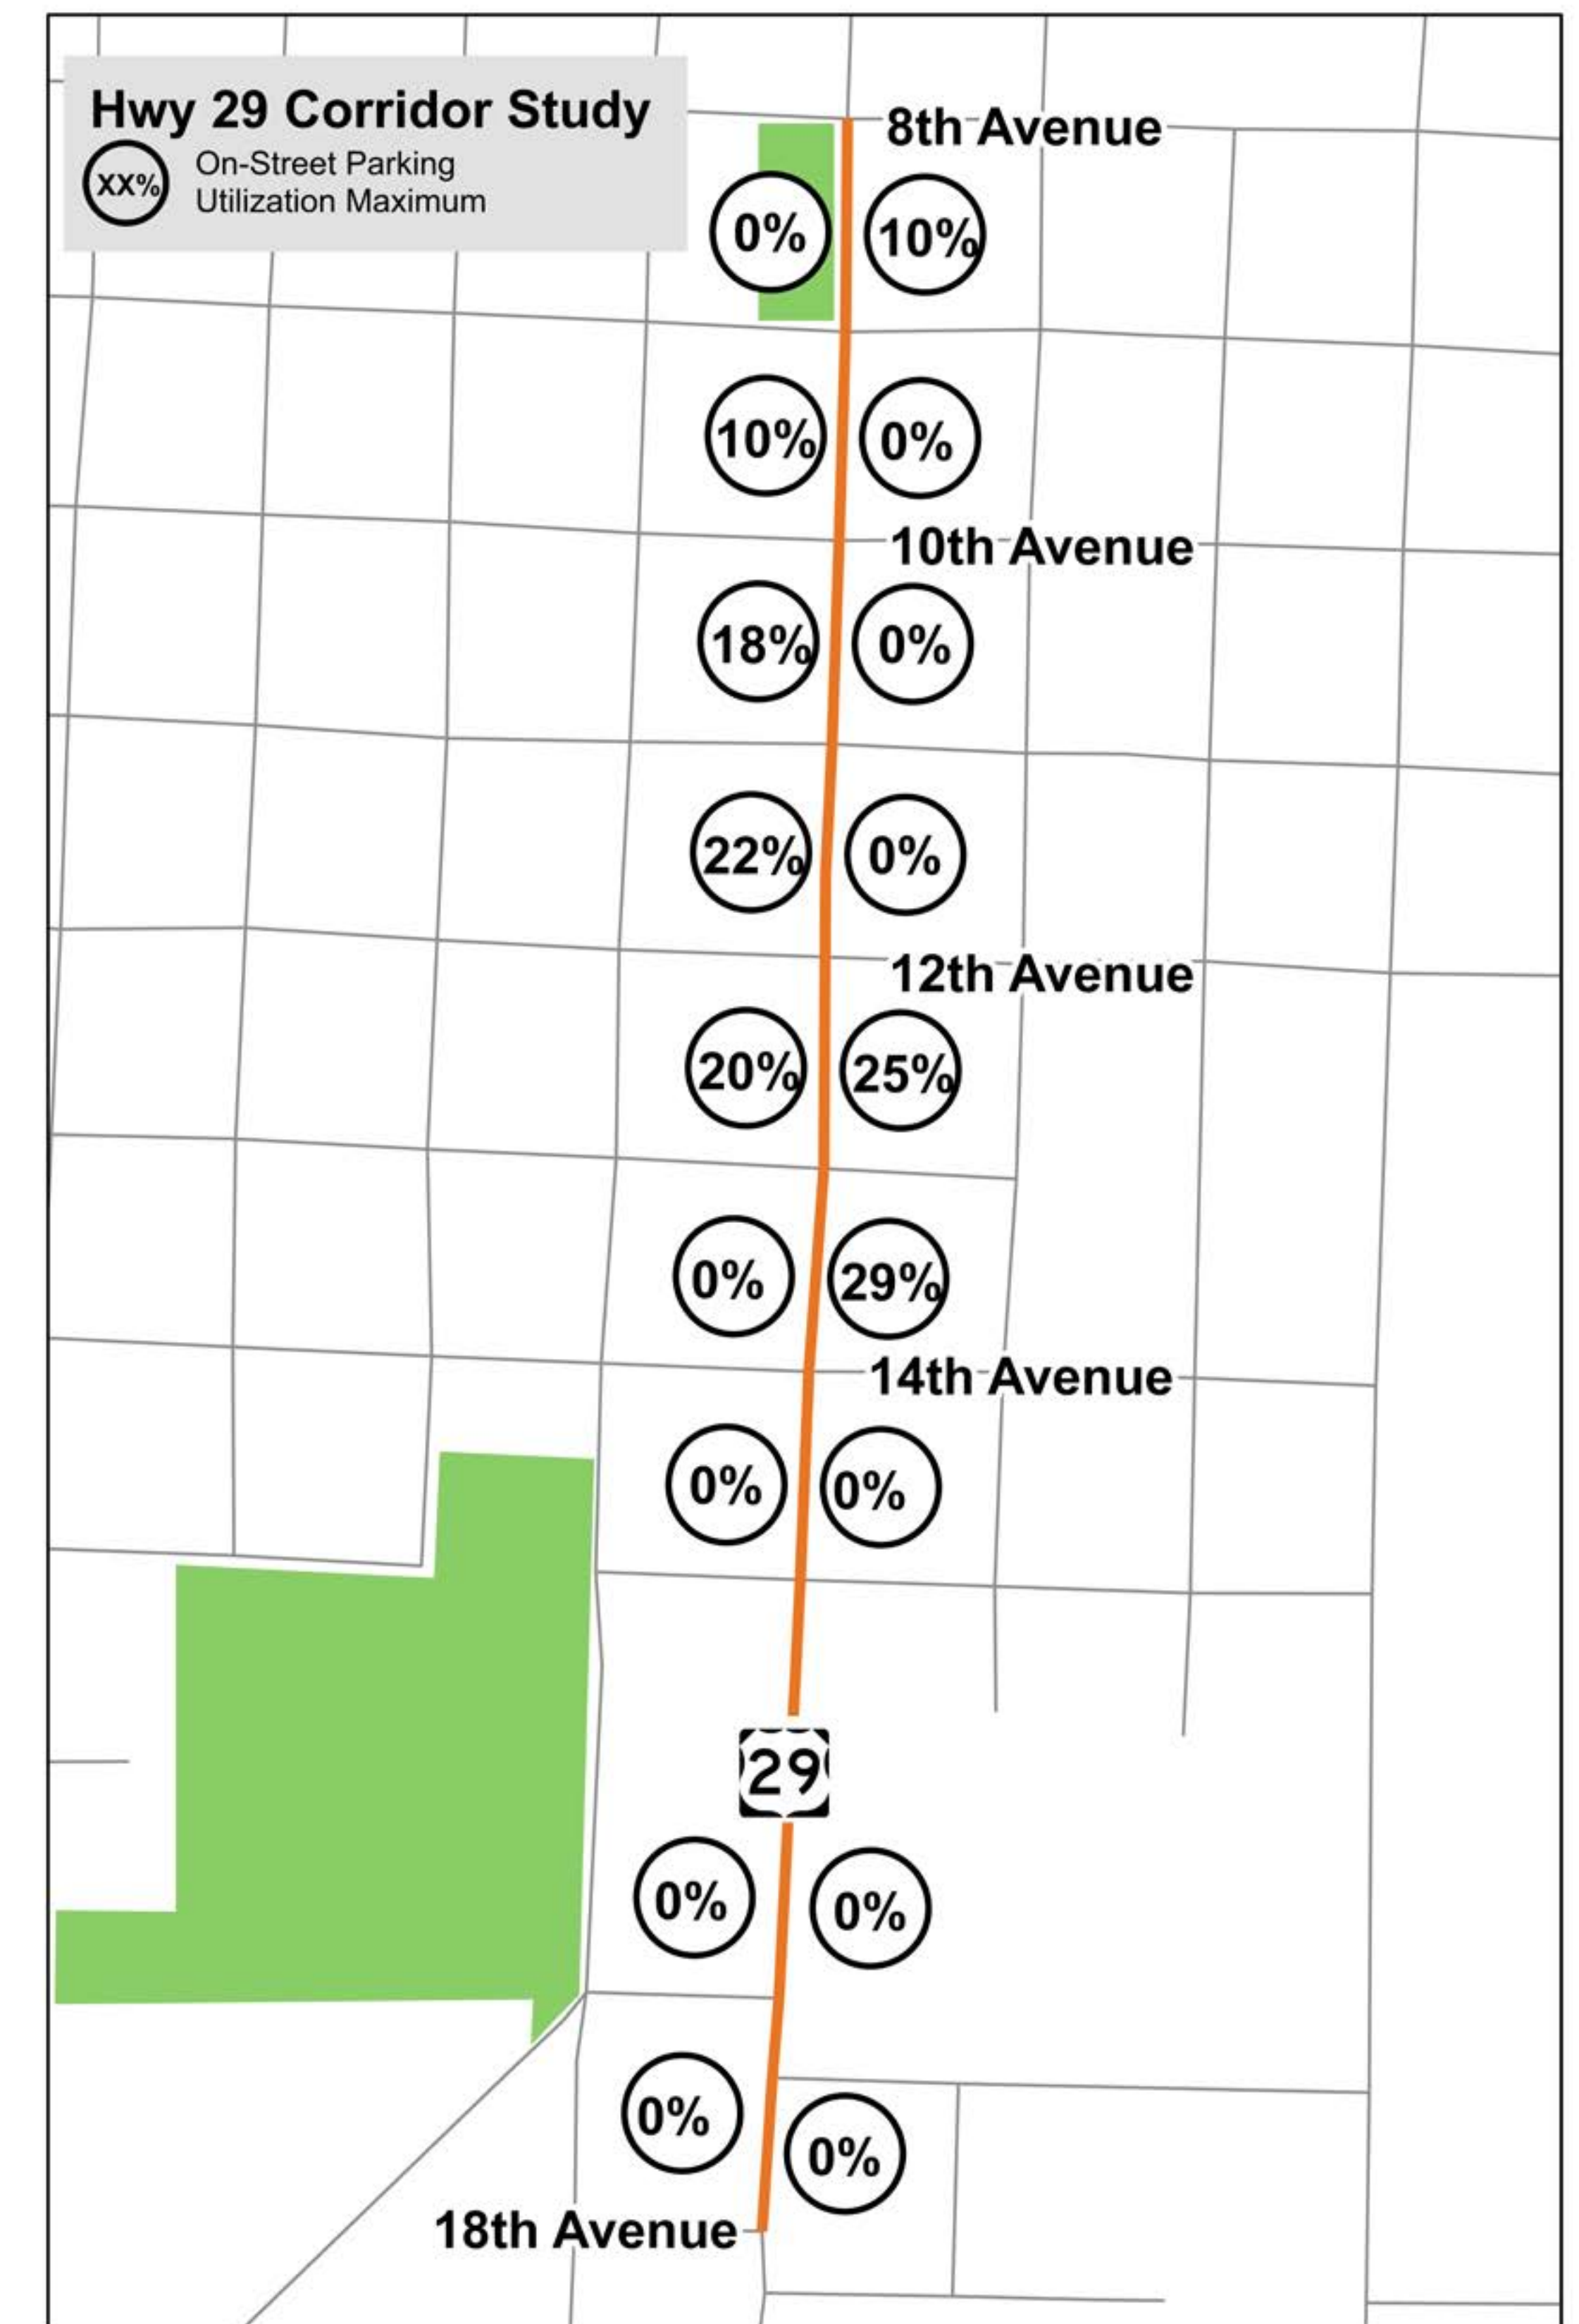 Hwy 29 Corridor Study
XX%
On-Street Parking
Utilization Maximum
8th Avenue
0% 10%
10% 0%
10th Avenue
18% 0%
22% 0%
12th Avenue
20% 25%
0% 29%
14th Avenue
0% 0%
29
0% 0%
0% 0%
18th Avenue